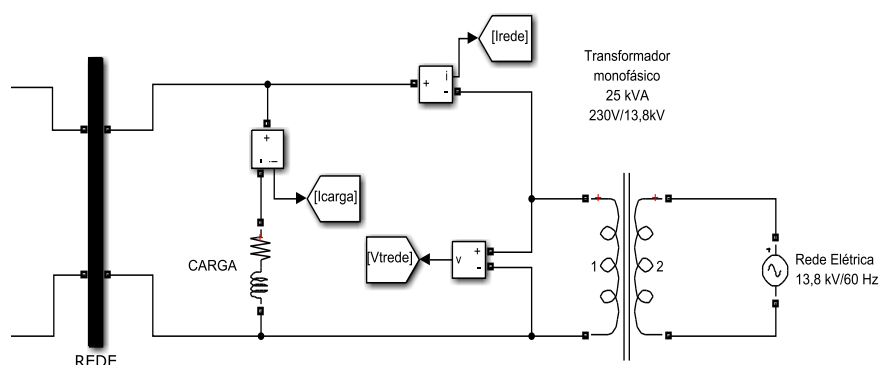 [Irede]
Transformador
monofásico
25 kVA
230V/13,8kV
+
i
-
+
-
i
[Icarga]
CARGA
[Vtrede]
v
+
-
1
2
Rede Elétrica
13,8 kV/60 Hz
REDE